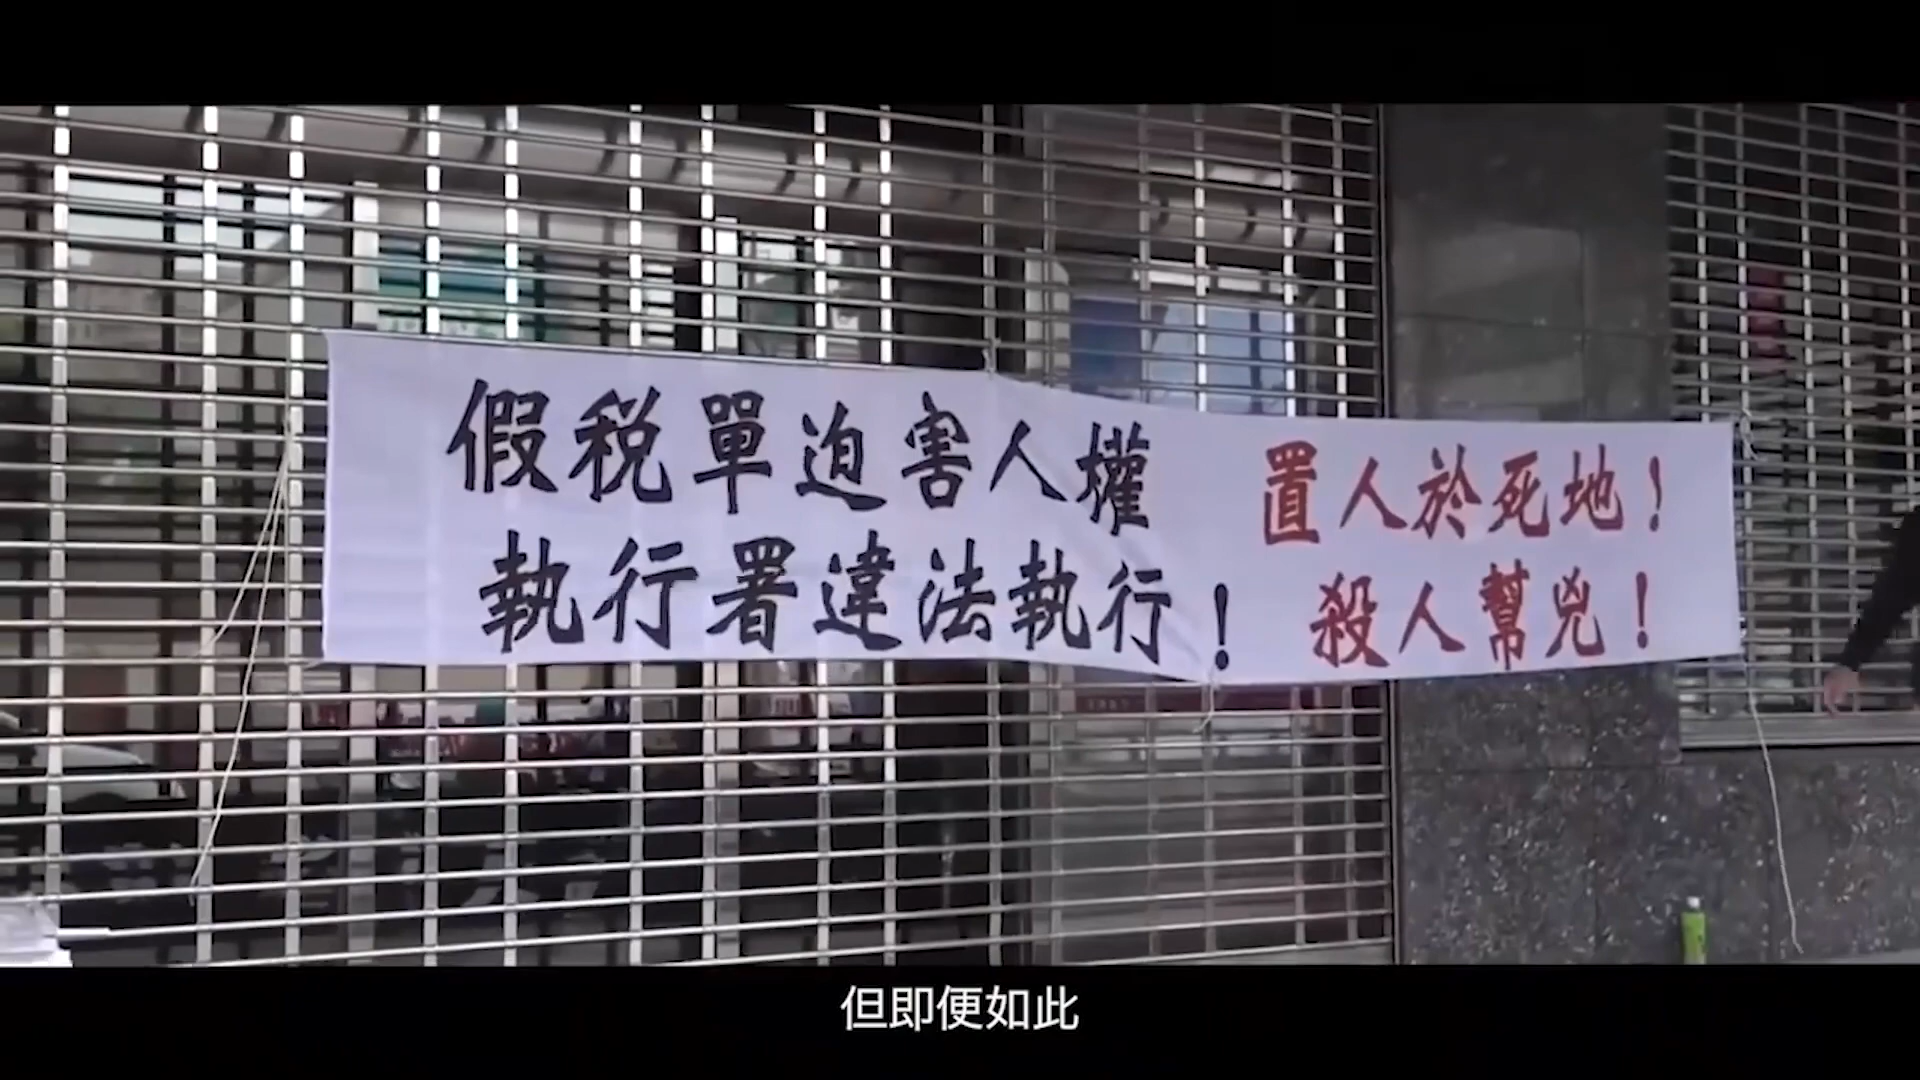 假稅單迫害人權
執行署違法執行！
置人於死地！
殺人幫兇！
但即便如此